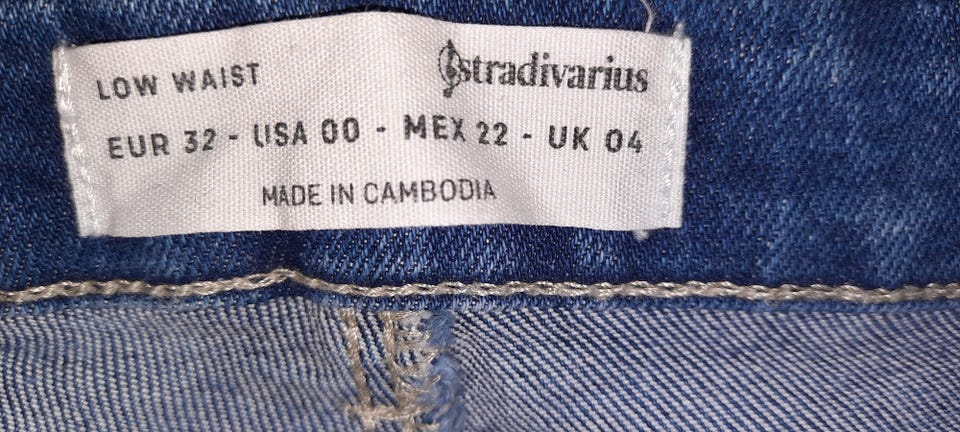 LOW WAIST stradivarius
EUR 32 - USA 00 - MEX 22 - UK 04
MADE IN CAMBODIA